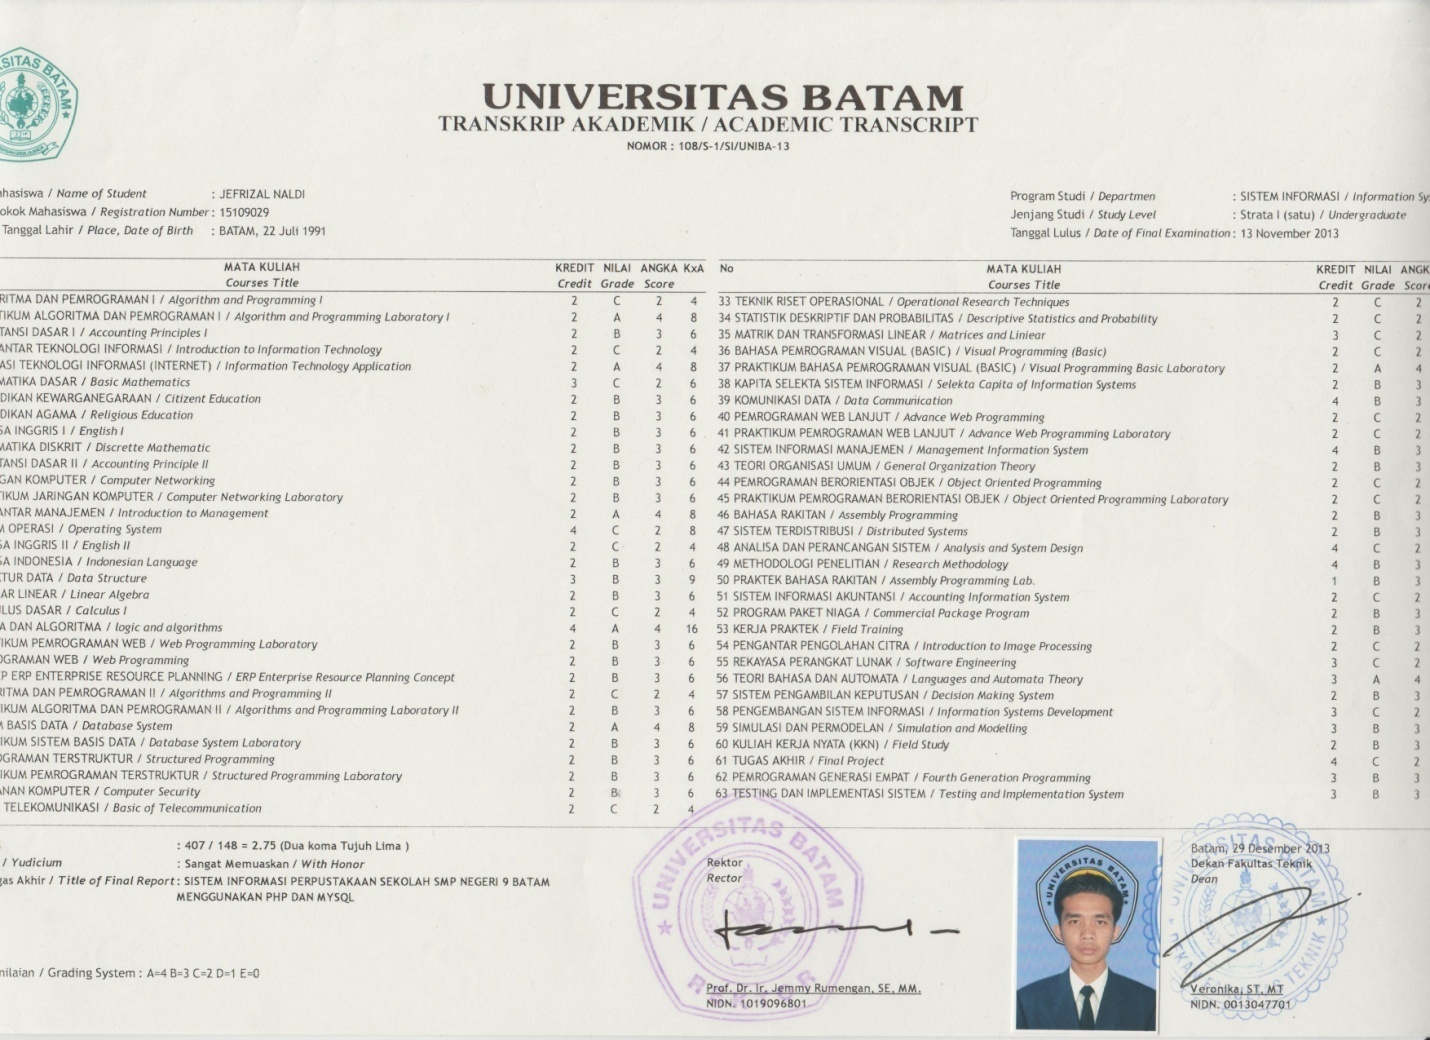 SITAS BATAM
UNIVERSITAS BATAM
TRANSKRIP AKADEMIK / ACADEMIC TRANSCRIPT
NOMOR : 108/S-1/SI/UNIBA-13
ahasiswa / Name of Student : JEFRIZAL NALDI
okok Mahasiswa / Registration Number : 15109029
Tanggal Lahir / Place, Date of Birth : BATAM, 22 Juli 1991
Program Studi / Departmen : SISTEM INFORMASI / Information Sy
Jenjang Studi / Study Level : Strata I (satu) / Undergraduate
Tanggal Lulus / Date of Final Examination : 13 November 2013
MATA KULIAH KREDIT NILAI ANGKA KxA
Courses Title Credit Grade Score
RITMA DAN PEMROGRAMAN I / Algorithm and Programming I 2 C 2 4
TIKUM ALGORITMA DAN PEMROGRAMAN I / Algorithm and Programming Laboratory I 2 A 4 8
TANSI DASAR I / Accounting Principles I 2 B 3 6
ANTAR TEKNOLOGI INFORMASI / Introduction to Information Technology 2 C 2 4
ASI TEKNOLOGI INFORMASI (INTERNET) / Information Technology Application 2 A 4 8
MATIKA DASAR / Basic Mathematics 3 C 2 6
DIKAN KEWARGANEGARAAN / Citizent Education 2 B 3 6
DIKAN AGAMA / Religious Education 2 B 3 6
SA INGGRIS I / English I 2 B 3 6
MATIKA DISKRIT / Discrette Mathematic 2 B 3 6
TANSI DASAR II / Accounting Principle II 2 B 3 6
GAN KOMPUTER / Computer Networking 2 B 3 6
TIKUM JARINGAN KOMPUTER / Computer Networking Laboratory 2 B 3 6
ANTAR MANAJEMEN / Introduction to Management 2 A 4 8
M OPERASI / Operating System 4 C 2 8
SA INGGRIS II / English II 2 C 2 4
SA INDONESIA / Indonesian Language 2 B 3 6
KTUR DATA / Data Structure 3 B 3 9
AR LINEAR / Linear Algebra 2 B 3 6
LUS DASAR / Calculus I 2 C 2 4
A DAN ALGORITMA / logic and algorithms 4 A 4 16
TIKUM PEMROGRAMAN WEB / Web Programming Laboratory 2 B 3 6
OGRAMAN WEB / Web Programming 2 B 3 6
P ERP ENTERPRISE RESOURCE PLANNING / ERP Enterprise Resource Planning Concept 2 B 3 6
RITMA DAN PEMROGRAMAN II / Algorithms and Programming II 2 C 2 4
TIKUM ALGORITMA DAN PEMROGRAMAN II / Algorithms and Programming Laboratory II 2 B 3 6
M BASIS DATA / Database System 2 A 4 8
TIKUM SISTEM BASIS DATA / Database System Laboratory 2 B 3 6
OGRAMAN TERSTRUKTUR / Structured Programming 2 B 3 6
TIKUM PEMROGRAMAN TERSTRUKTUR / Structured Programming Laboratory 2 B 3 6
ANAN KOMPUTER / Computer Security 2 B 3 6
TELEKOMUNIKASI / Basic of Telecommunication 2 C 2 4
No MATA KULIAH KREDIT NILAI ANGK
Courses Title Credit Grade Score
33 TEKNIK RISET OPERASIONAL / Operational Research Techniques 2 C 2
34 STATISTIK DESKRIPTIF DAN PROBABILITAS / Descriptive Statistics and Probability 2 C 2
35 MATRIK DAN TRANSFORMASI LINEAR / Matrices and Liniear 3 C 2
36 BAHASA PEMROGRAMAN VISUAL (BASIC) / Visual Programming (Basic) 2 C 2
37 PRAKTIKUM BAHASA PEMROGRAMAN VISUAL (BASIC) / Visual Programming Basic Laboratory 2 A 4
38 KAPITA SELEKTA SISTEM INFORMASI / Selekta Capita of Information Systems 2 B 3
39 KOMUNIKASI DATA / Data Communication 4 B 3
40 PEMROGRAMAN WEB LANJUT / Advance Web Programming 2 C 2
41 PRAKTIKUM PEMROGRAMAN WEB LANJUT / Advance Web Programming Laboratory 2 C 2
42 SISTEM INFORMASI MANAJEMEN / Management Information System 4 B 3
43 TEORI ORGANISASI UMUM / General Organization Theory 2 B 3
44 PEMROGRAMAN BERORIENTASI OBJEK / Object Oriented Programming 2 C 2
45 PRAKTIKUM PEMROGRAMAN BERORIENTASI OBJEK / Object Oriented Programming Laboratory 2 C 2
46 BAHASA RAKITAN / Assembly Programming 2 B 3
47 SISTEM TERDISTRIBUSI / Distributed Systems 2 B 3
48 ANALISA DAN PERANCANGAN SISTEM / Analysis and System Design 4 C 2
49 METHODOLOGI PENELITIAN / Research Methodology 4 B 3
50 PRAKTEK BAHASA RAKITAN / Assembly Programming Lab. 1 B 3
51 SISTEM INFORMASI AKUNTANSI / Accounting Information System 2 C 2
52 PROGRAM PAKET NIAGA / Commercial Package Program 2 B 3
53 KERJA PRAKTEK / Field Training 2 B 3
54 PENGANTAR PENGOLAHAN CITRA / Introduction to Image Processing 2 C 2
55 REKAYASA PERANGKAT LUNAK / Software Engineering 3 C 2
56 TEORI BAHASA DAN AUTOMATA / Languages and Automata Theory 3 A 4
57 SISTEM PENGAMBILAN KEPUTUSAN / Decision Making System 2 B 3
58 PENGEMBANGAN SISTEM INFORMASI / Information Systems Development 3 C 2
59 SIMULASI DAN PERMODELAN / Simulation and Modelling 3 B 3
60 KULIAH KERJA NYATA (KKN) / Field Study 2 B 3
61 TUGAS AKHIR / Final Project 4 C 2
62 PEMROGRAMAN GENERASI EMPAT / Fourth Generation Programming 3 B 3
63 TESTING DAN IMPLEMENTASI SISTEM / Testing and Implementation System 3 B 3
: 407 / 148 = 2.75 (Dua koma Tujuh Lima )
/ Yudicium : Sangat Memuaskan / With Honor
gas Akhir / Title of Final Report : SISTEM INFORMASI PERPUSTAKAAN SEKOLAH SMP NEGERI 9 BATAM
MENGGUNAKAN PHP DAN MYSQL
nilaian / Grading System : A=4 B=3 C=2 D=1 E=0
UNIVERSITAS BATAM
Rektor
Rector
Prof. Dr. Ir. Jemmy Rumengan, SE, MM.
NIDN. 1019096801
UNIVERSITAS BATAM
Batam, 29 Desember 2013
Dekan Fakultas Teknik
Dean
Veronika, ST, MT
NIDN. 0013047701